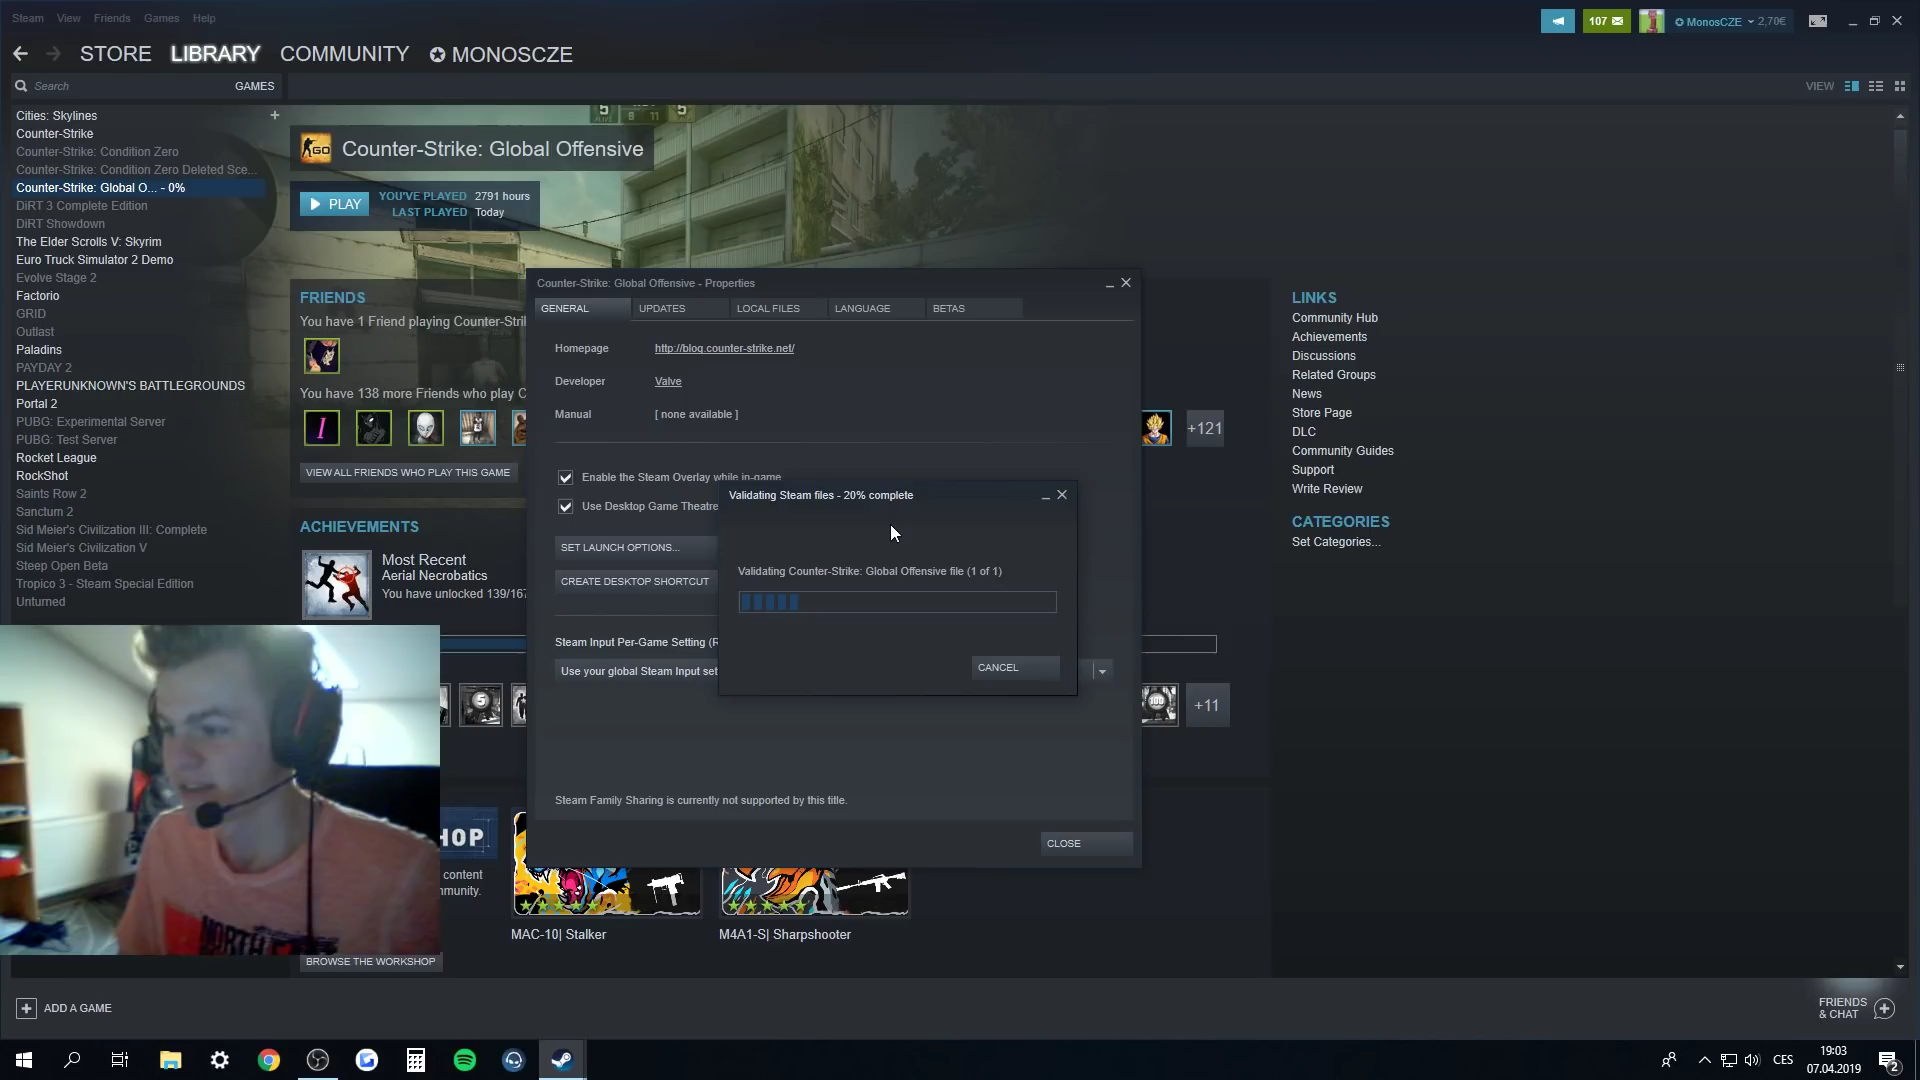 Steam View Friends Games Help
107 MonosCZE 2,70€
STORE LIBRARY COMMUNITY MONOSCZE
Search GAMES
VIEW
Cities: Skylines
Counter-Strike
Counter-Strike: Condition Zero
Counter-Strike: Condition Zero Deleted Sce...
Counter-Strike: Global O... - 0%
DiRT 3 Complete Edition
DiRT Showdown
The Elder Scrolls V: Skyrim
Euro Truck Simulator 2 Demo
Evolve Stage 2
Factorio
GRID
Outlast
Paladins
PAYDAY 2
PLAYERUNKNOWN'S BATTLEGROUNDS
Portal 2
PUBG: Experimental Server
PUBG: Test Server
Rocket League
RockShot
Saints Row 2
Sanctum 2
Sid Meier's Civilization III: Complete
Sid Meier's Civilization V
Steep Open Beta
Tropico 3 - Steam Special Edition
Unturned
5 5
8 11
GO
Counter-Strike: Global Offensive
PLAY
YOU'VE PLAYED 2791 hours
LAST PLAYED Today
FRIENDS
You have 1 Friend playing Counter-Stri
You have 138 more Friends who play C
I
+121
VIEW ALL FRIENDS WHO PLAY THIS GAME
ACHIEVEMENTS
Most Recent
Aerial Necrobatics
You have unlocked 139/167
5
100
+11
HOP
content
mmunity.
MAC-10| Stalker
M4A1-S| Sharpshooter
BROWSE THE WORKSHOP
Counter-Strike: Global Offensive - Properties
GENERAL UPDATES LOCAL FILES LANGUAGE BETAS
Homepage http://blog.counter-strike.net/
Developer Valve
Manual [ none available ]
Enable the Steam Overlay while in-game
Use Desktop Game Theatre
SET LAUNCH OPTIONS...
CREATE DESKTOP SHORTCUT
Steam Input Per-Game Setting (R
Use your global Steam Input set
Steam Family Sharing is currently not supported by this title.
CLOSE
Validating Steam files - 20% complete
Validating Counter-Strike: Global Offensive file (1 of 1)
CANCEL
LINKS
Community Hub
Achievements
Discussions
Related Groups
News
Store Page
DLC
Community Guides
Support
Write Review
CATEGORIES
Set Categories...
ADD A GAME
FRIENDS
& CHAT
CES
19:03
07.04.2019
2